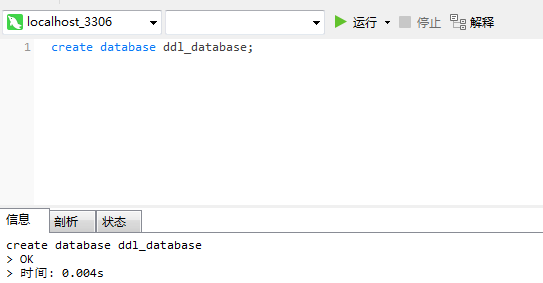 localhost_3306 运行 停止 解释
1 create database ddl_database;
信息 剖析 状态
create database ddl_database
> OK
> 时间: 0.004s